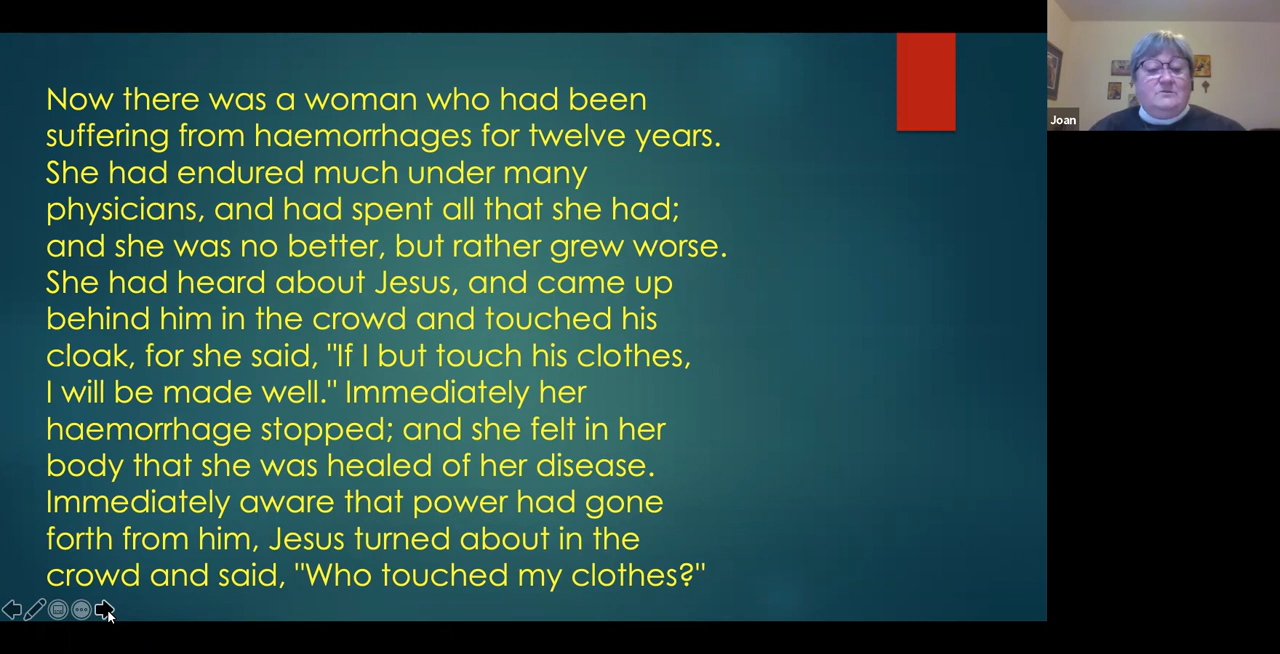 Now there was a woman who had been
suffering from haemorrhages for twelve years.
She had endured much under many
physicians, and had spent all that she had;
and she was no better, but rather grew worse.
She had heard about Jesus, and came up
behind him in the crowd and touched his
cloak, for she said, "If I but touch his clothes,
I will be made well." Immediately her
haemorrhage stopped; and she felt in her
body that she was healed of her disease.
Immediately aware that power had gone
forth from him, Jesus turned about in the
crowd and said, "Who touched my clothes?"
Joan